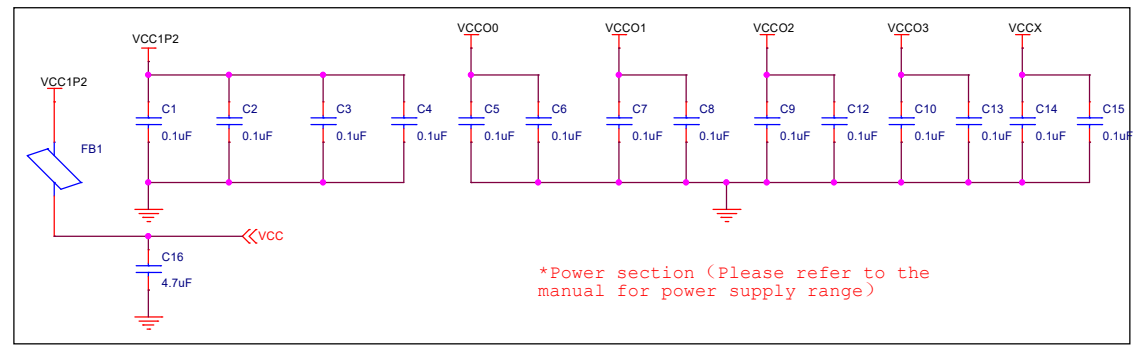 VCC1P2
VCC1P2
VCCO0
VCCO1
VCCO2
VCCO3
VCCX
C1
0.1uF
C2
0.1uF
C3
0.1uF
C4
0.1uF
C5
0.1uF
C6
0.1uF
C7
0.1uF
C8
0.1uF
C9
0.1uF
C12
0.1uF
C10
0.1uF
C13
0.1uF
C14
0.1uF
C15
0.1uF
FB1
VCC
C16
4.7uF
*Power section（Please refer to the
manual for power supply range）